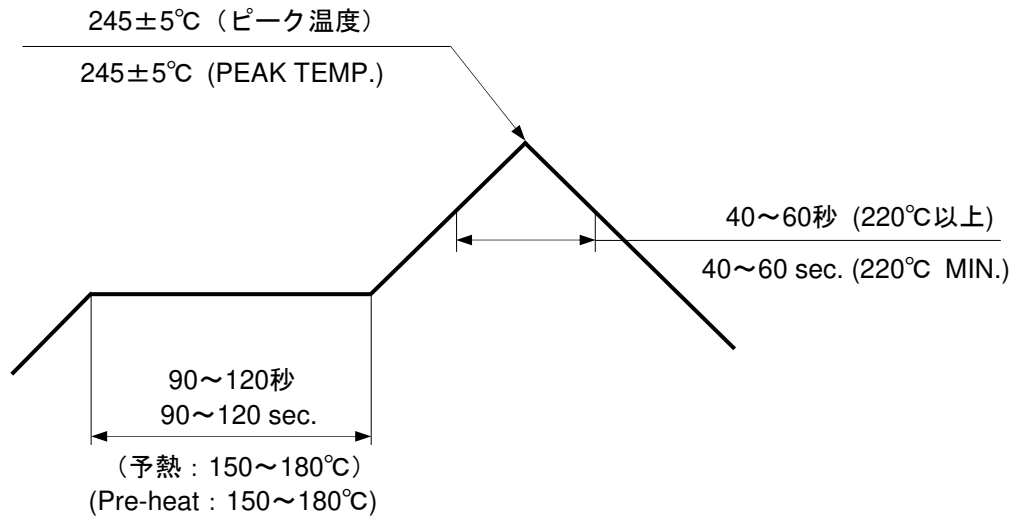 245±5℃（ピーク温度）
245±5℃ (PEAK TEMP.)
40～60秒 (220℃以上)
40～60 sec. (220℃ MIN.)
90～120秒
90～120 sec.
（予熱：150～180℃）
(Pre-heat：150～180℃)